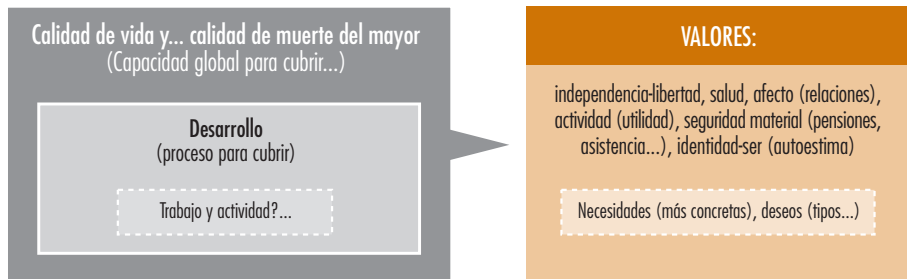 Calidad de vida y... calidad de muerte del mayor
(Capacidad global para cubrir...)
Desarrollo
(proceso para cubrir)
Trabajo y actividad?...
VALORES:
independencia-libertad, salud, afecto (relaciones),
actividad (utilidad), seguridad material (pensiones,
asistencia...), identidad-ser (autoestima)
Necesidades (más concretas), deseos (tipos...)